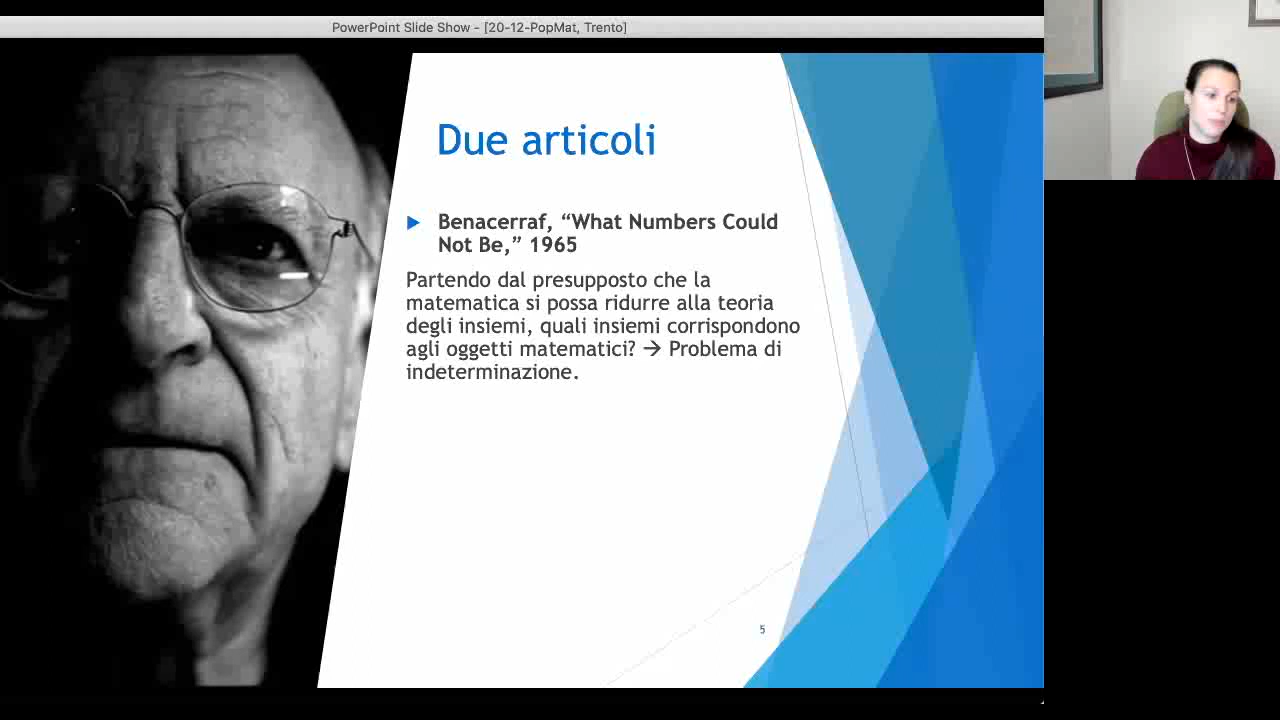 PowerPoint Slide Show - [20-12-PopMat, Trento]
Due articoli
Benacerraf, “What Numbers Could
Not Be,” 1965
Partendo dal presupposto che la
matematica si possa ridurre alla teoria
degli insiemi, quali insiemi corrispondono
agli oggetti matematici? → Problema di
indeterminazione.
5